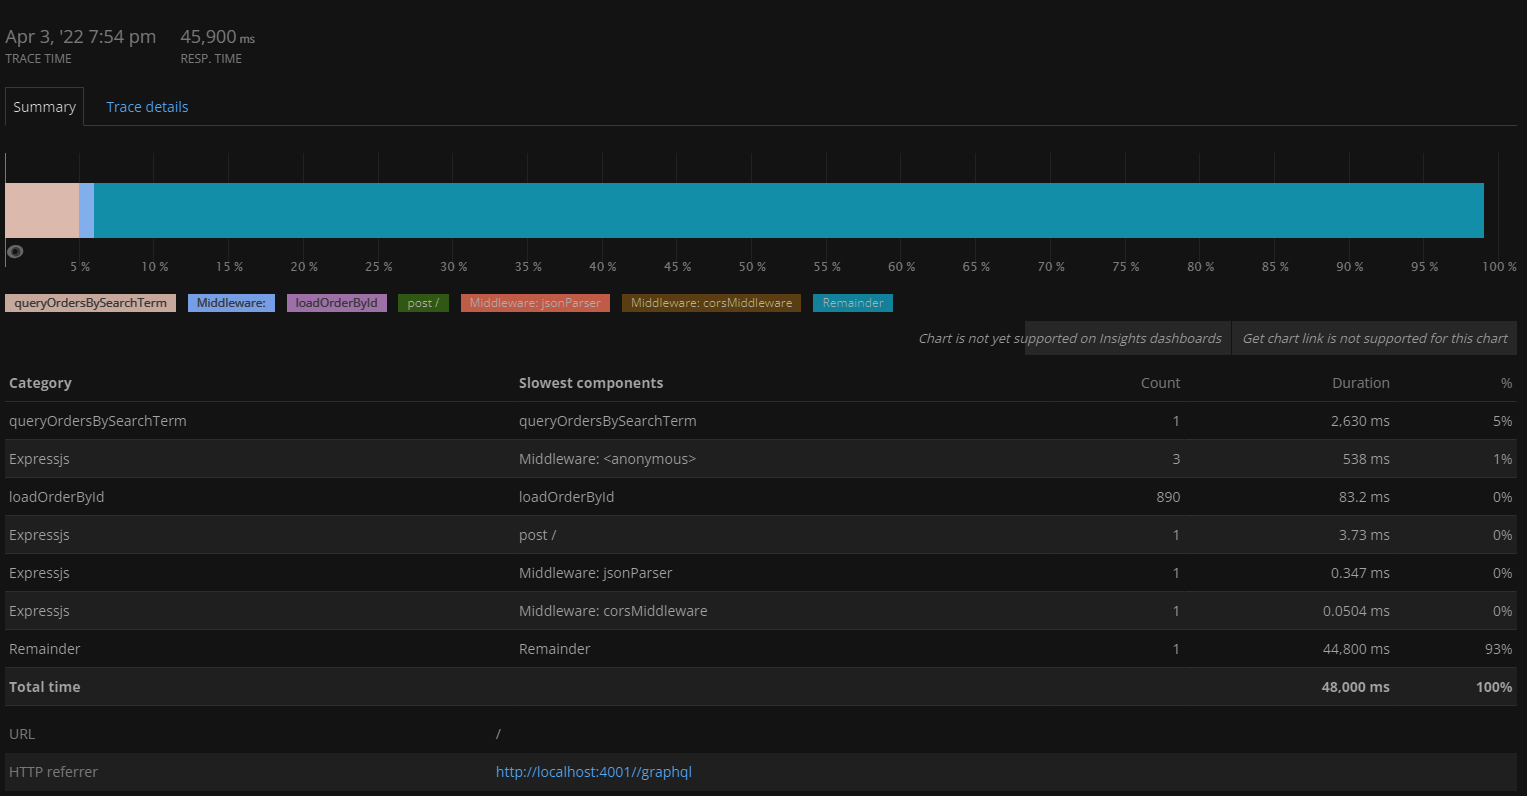 Apr 3, '22 7:54 pm 45,900 ms
TRACE TIME RESP. TIME
Summary Trace details
5 % 10 % 15 % 20 % 25 % 30 % 35 % 40 % 45 % 50 % 55 % 60 % 65 % 70 % 75 % 80 % 85 % 90 % 95 % 100 %
queryOrdersBySearchTerm Middleware: loadOrderById post / Middleware: jsonParser Middleware: corsMiddleware Remainder
Chart is not yet supported on Insights dashboards Get chart link is not supported for this chart
Category Slowest components Count Duration %
queryOrdersBySearchTerm queryOrdersBySearchTerm 1 2,630 ms 5%
Expressjs Middleware: <anonymous> 3 538 ms 1%
loadOrderById loadOrderById 890 83.2 ms 0%
Expressjs post / 1 3.73 ms 0%
Expressjs Middleware: jsonParser 1 0.347 ms 0%
Expressjs Middleware: corsMiddleware 1 0.0504 ms 0%
Remainder Remainder 1 44,800 ms 93%
Total time 48,000 ms 100%
URL /
HTTP referrer http://localhost:4001//graphql